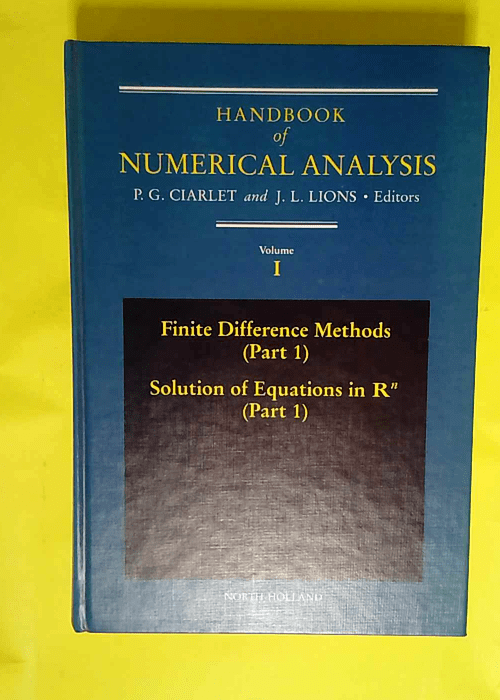 HANDBOOK
of
NUMERICAL ANALYSIS
P. G. CIARLET and J. L. LIONS • Editors
Volume
I
Finite Difference Methods
(Part 1)
Solution of Equations in Rⁿ
(Part 1)
NORTH-HOLLAND